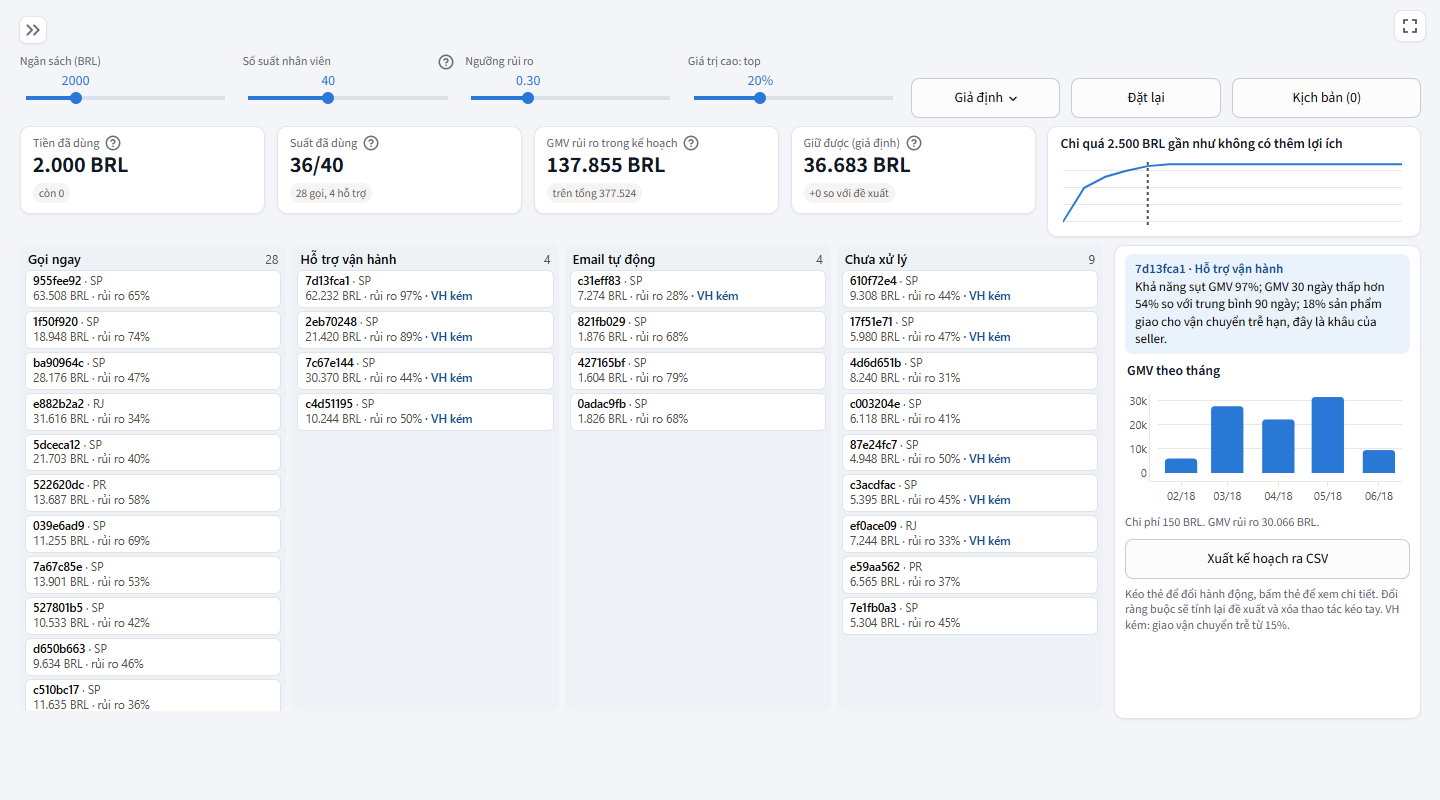 Ngân sách (BRL)
2000
Số suất nhân viên
40
Ngưỡng rủi ro
0.30
Giá trị cao: top
20%
Giả định
Đặt lại
Kịch bản (0)
Tiền đã dùng
2.000 BRL
còn 0
Suất đã dùng
36/40
28 gọi, 4 hỗ trợ
GMV rủi ro trong kế hoạch
137.855 BRL
trên tổng 377.524
Giữ được (giả định)
36.683 BRL
+0 so với đề xuất
Chi quá 2.500 BRL gần như không có thêm lợi ích
Gọi ngay 28
955fee92 · SP
63.508 BRL · rủi ro 65%
1f50f920 · SP
18.948 BRL · rủi ro 74%
ba90964c · SP
28.176 BRL · rủi ro 47%
e882b2a2 · RJ
31.616 BRL · rủi ro 34%
5dceca12 · SP
21.703 BRL · rủi ro 40%
522620dc · PR
13.687 BRL · rủi ro 58%
039e6ad9 · SP
11.255 BRL · rủi ro 69%
7a67c85e · SP
13.901 BRL · rủi ro 53%
527801b5 · SP
10.533 BRL · rủi ro 42%
d650b663 · SP
9.634 BRL · rủi ro 46%
c510bc17 · SP
11.635 BRL · rủi ro 36%
Hỗ trợ vận hành 4
7d13fca1 · SP
62.232 BRL · rủi ro 97% · VH kém
2eb70248 · SP
21.420 BRL · rủi ro 89% · VH kém
7c67e144 · SP
30.370 BRL · rủi ro 44% · VH kém
c4d51195 · SP
10.244 BRL · rủi ro 50% · VH kém
Email tự động 4
c31eff83 · SP
7.274 BRL · rủi ro 28% · VH kém
821fb029 · SP
1.876 BRL · rủi ro 68%
427165bf · SP
1.604 BRL · rủi ro 79%
0adac9fb · SP
1.826 BRL · rủi ro 68%
Chưa xử lý 9
610f72e4 · SP
9.308 BRL · rủi ro 44% · VH kém
17f51e71 · SP
5.980 BRL · rủi ro 47% · VH kém
4d6d651b · SP
8.240 BRL · rủi ro 31%
c003204e · SP
6.118 BRL · rủi ro 41%
87e24fc7 · SP
4.948 BRL · rủi ro 50% · VH kém
c3acdfac · SP
5.395 BRL · rủi ro 45% · VH kém
ef0ace09 · RJ
7.244 BRL · rủi ro 33% · VH kém
e59aa562 · PR
6.565 BRL · rủi ro 37%
7e1fb0a3 · SP
5.304 BRL · rủi ro 45%
7d13fca1 · Hỗ trợ vận hành
Khả năng sụt GMV 97%; GMV 30 ngày thấp hơn
54% so với trung bình 90 ngày; 18% sản phẩm
giao cho vận chuyển trễ hạn, đây là khâu của
seller.
GMV theo tháng
30k
20k
10k
0
02/18 03/18 04/18 05/18 06/18
Chi phí 150 BRL. GMV rủi ro 30.066 BRL.
Xuất kế hoạch ra CSV
Kéo thẻ để đổi hành động, bấm thẻ để xem chi tiết. Đổi
ràng buộc sẽ tính lại đề xuất và xóa thao tác kéo tay. VH
kém: giao vận chuyển trễ từ 15%.